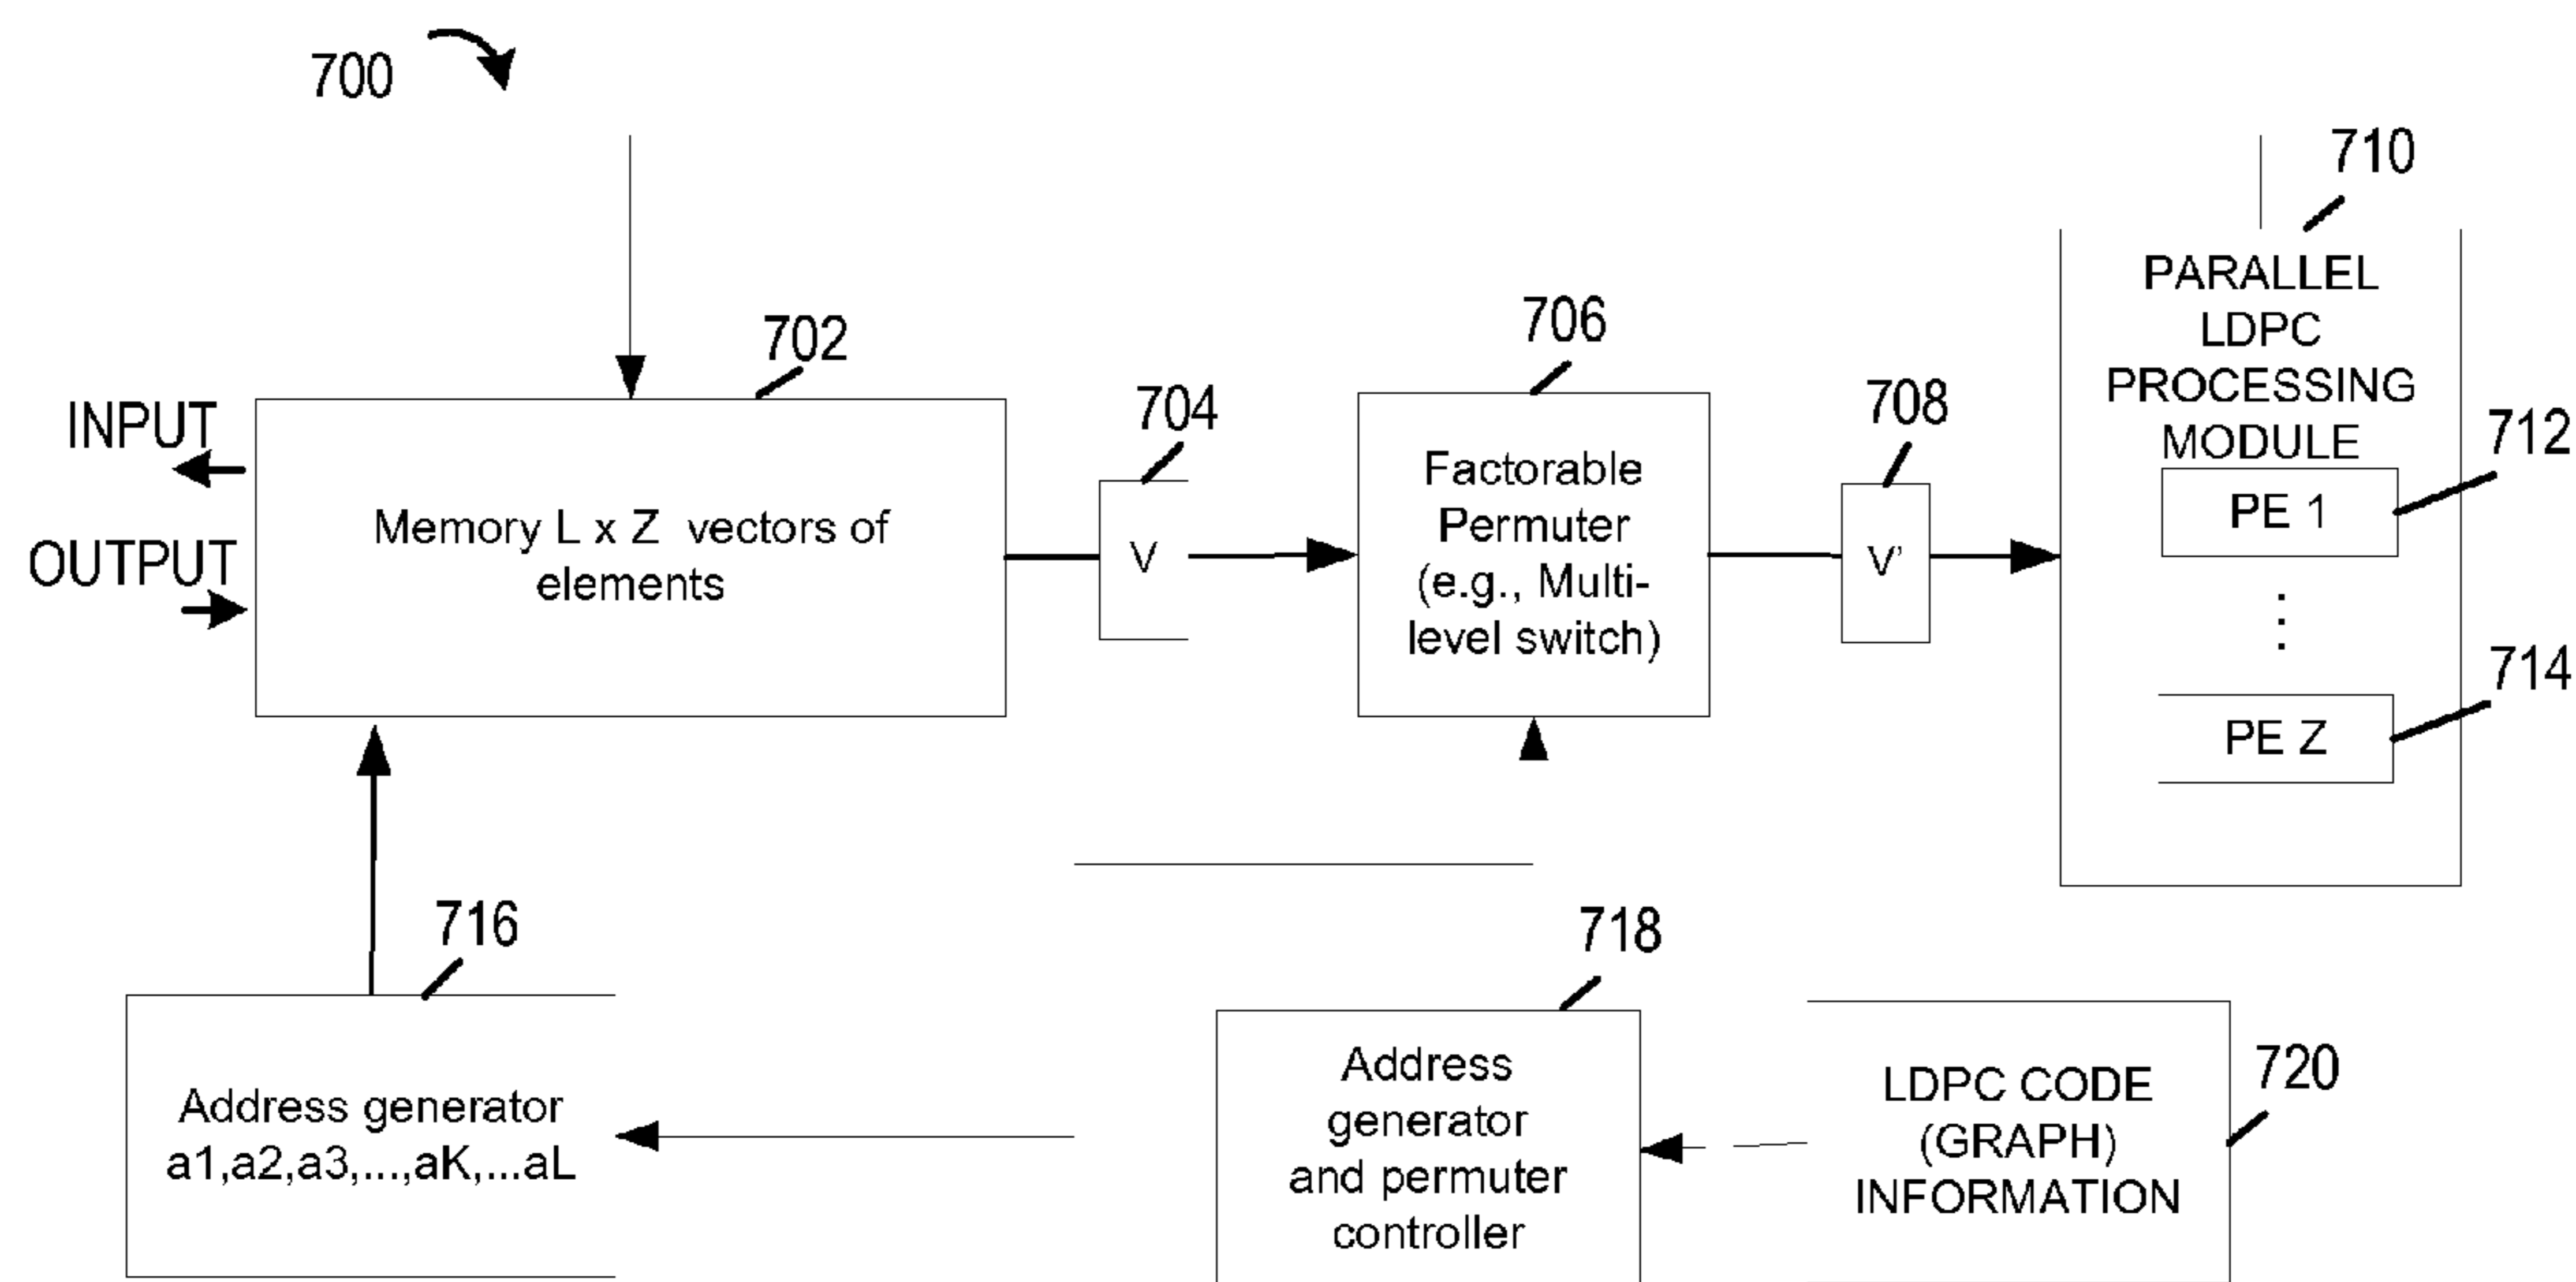 700
710
PARALLEL
LDPC
PROCESSING
MODULE
702
706
704
708
712
INPUT
OUTPUT
Memory L x Z vectors of
elements
V
Factorable
Permuter
(e.g., Multi-
level switch)
V'
PE 1
⋮
714
PE Z
716
718
720
Address generator
a1,a2,a3,...,aK,...aL
Address
generator
and permuter
controller
LDPC CODE
(GRAPH)
INFORMATION